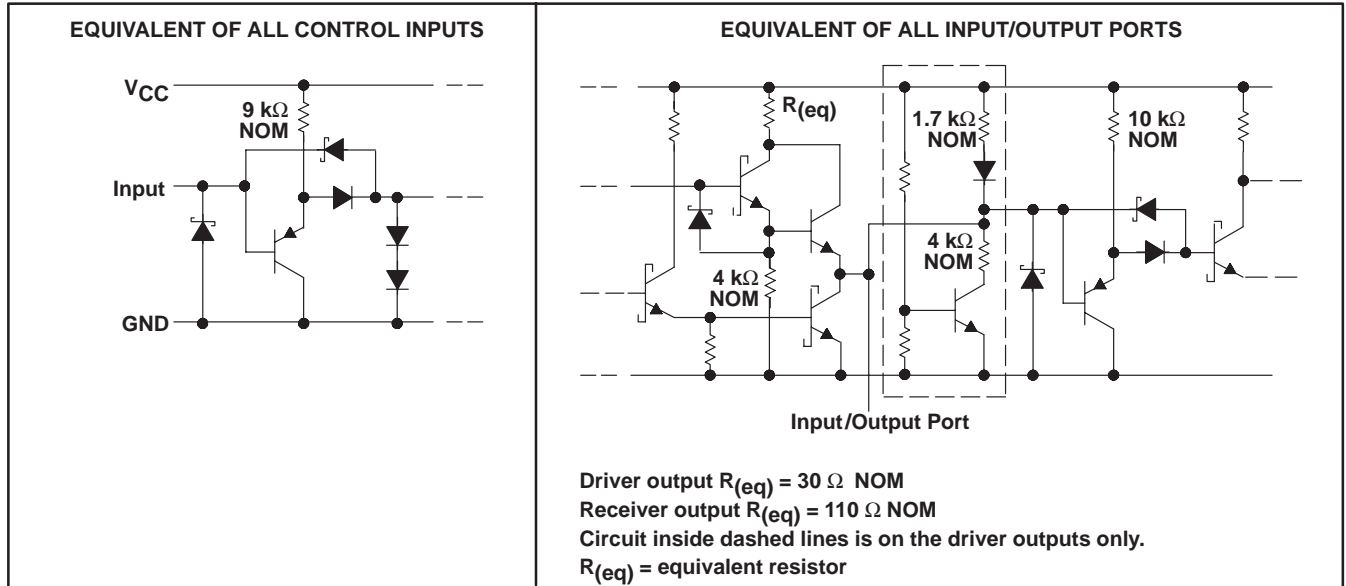 EQUIVALENT OF ALL CONTROL INPUTS
VCC
9 kΩ
NOM
Input
GND
EQUIVALENT OF ALL INPUT/OUTPUT PORTS
R(eq)
1.7 kΩ
NOM
10 kΩ
NOM
4 kΩ
NOM
4 kΩ
NOM
Input/Output Port
Driver output R(eq) = 30 Ω NOM
Receiver output R(eq) = 110 Ω NOM
Circuit inside dashed lines is on the driver outputs only.
R(eq) = equivalent resistor